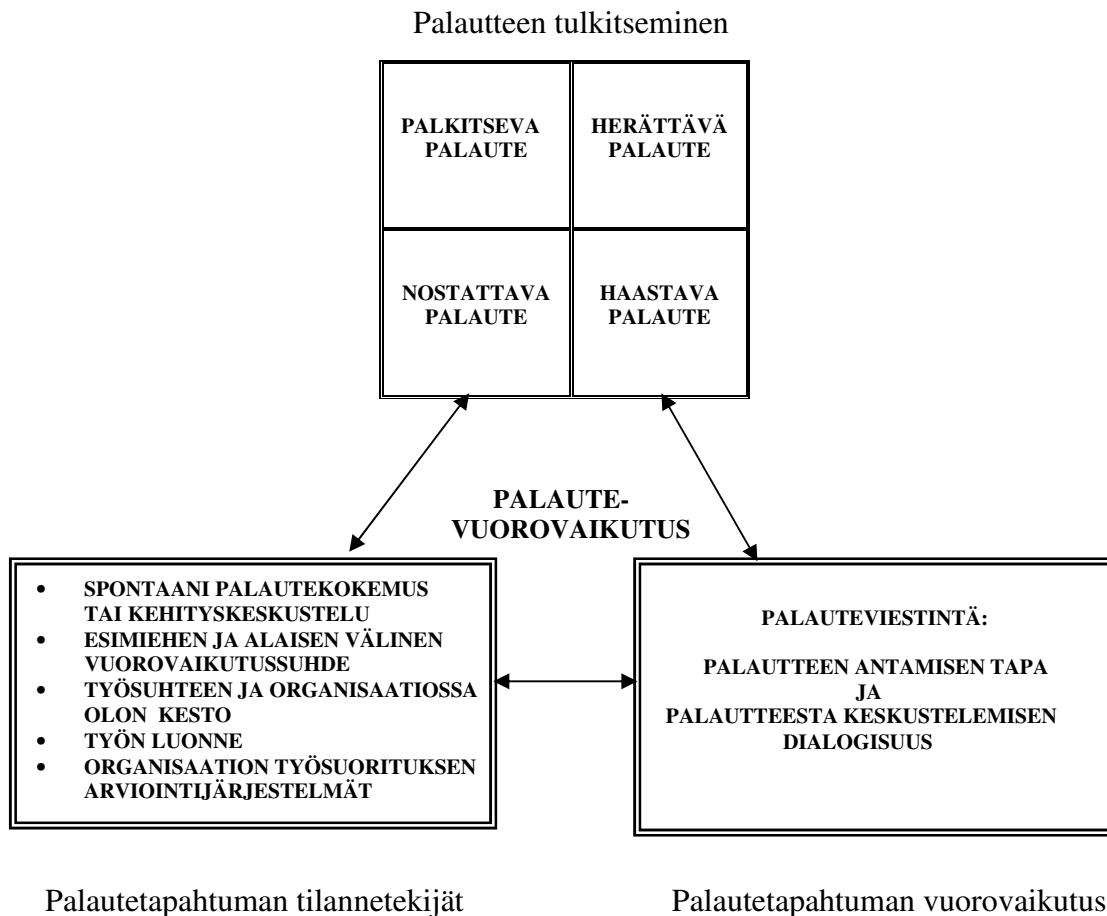 Palautteen tulkitseminen
PALKITSEVA
PALAUTE
HERÄTTÄVÄ
PALAUTE
NOSTATTAVA
PALAUTE
HAASTAVA
PALAUTE
PALAUTE-
VUOROVAIKUTUS
• SPONTAANI PALAUTEKOKEMUS
TAI KEHITYSKESKUSTELU
• ESIMIEHEN JA ALAISEN VÄLINEN
VUOROVAIKUTUSSUHDE
• TYÖSUHTEEN JA ORGANISAATIOSSA
OLON KESTO
• TYÖN LUONNE
• ORGANISAATION TYÖSUORITUKSEN
ARVIOINTIJÄRJESTELMÄT
PALAUTEVIESTINTÄ:
PALAUTTEEN ANTAMISEN TAPA
JA
PALAUTTEESTA KESKUSTELEMISEN
DIALOGISUUS
Palautetapahtuman tilannetekijät
Palautetapahtuman vuorovaikutus